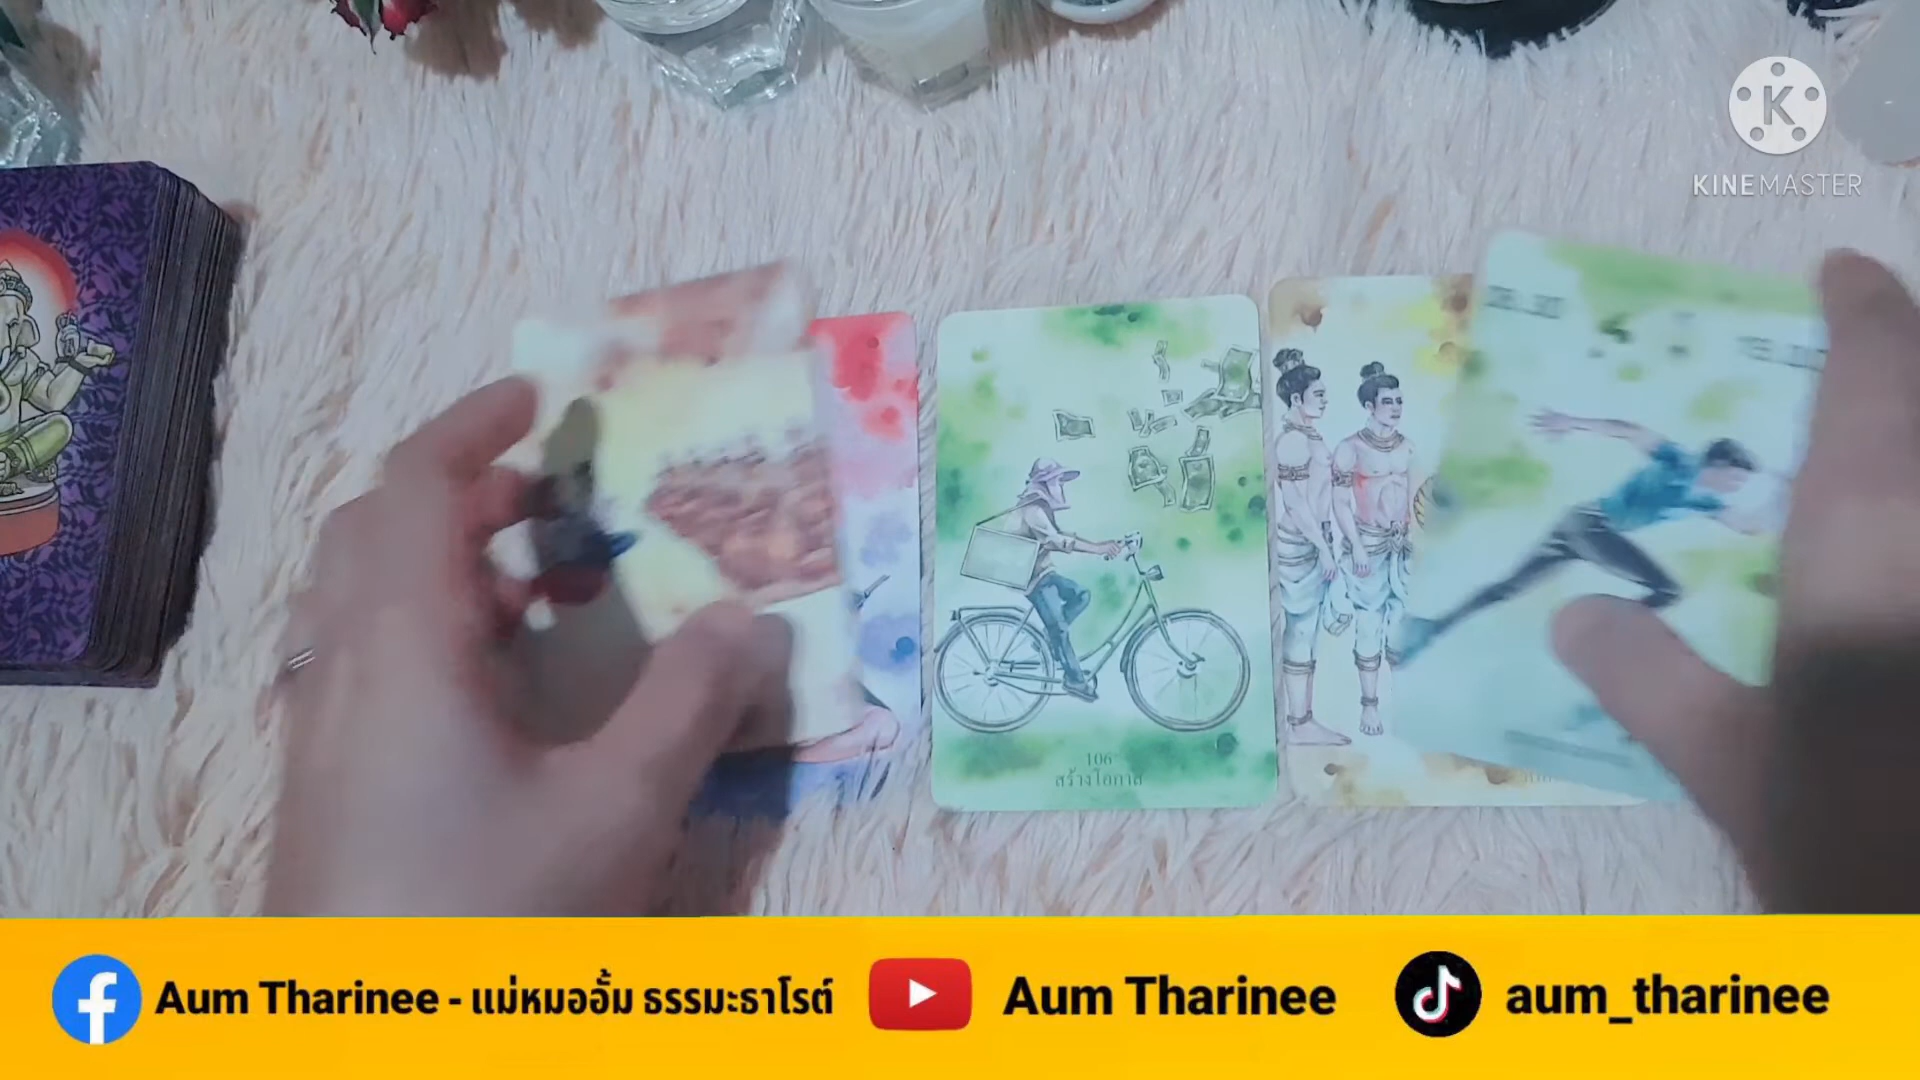 K
KINEMASTER
106
สร้างโอกาส
Aum Tharinee - แม่หมออั้ม ธรรมะธาโรต์
Aum Tharinee
aum_tharinee